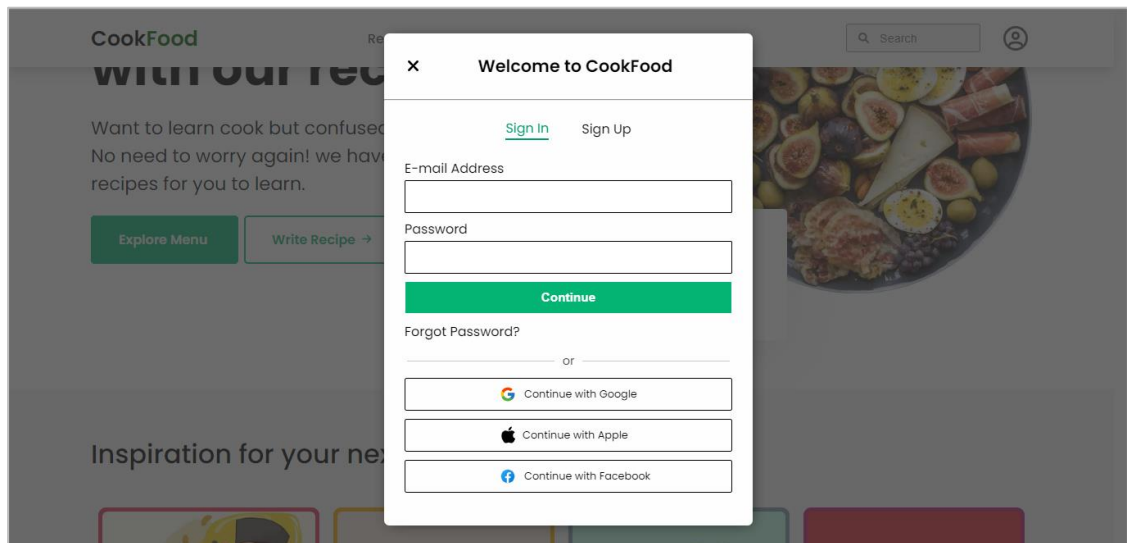 CookFood
Re
Search
with our rec
Want to learn cook but confused
No need to worry again! we have
recipes for you to learn.
Explore Menu
Write Recipe →
Inspiration for your nex
× Welcome to CookFood
Sign In Sign Up
E-mail Address
Password
Continue
Forgot Password?
or
Continue with Google
Continue with Apple
Continue with Facebook